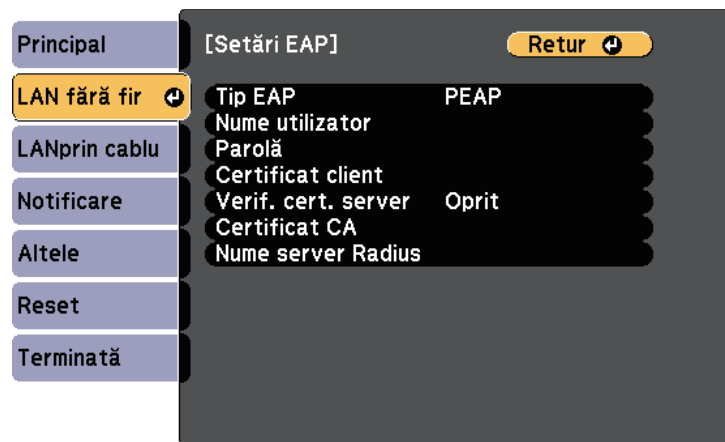 Principal
LAN fără fir
LANprin cablu
Notificare
Altele
Reset
Terminată
[Setări EAP]
Retur
Tip EAP PEAP
Nume utilizator
Parolă
Certificat client
Verif. cert. server Oprit
Certificat CA
Nume server Radius